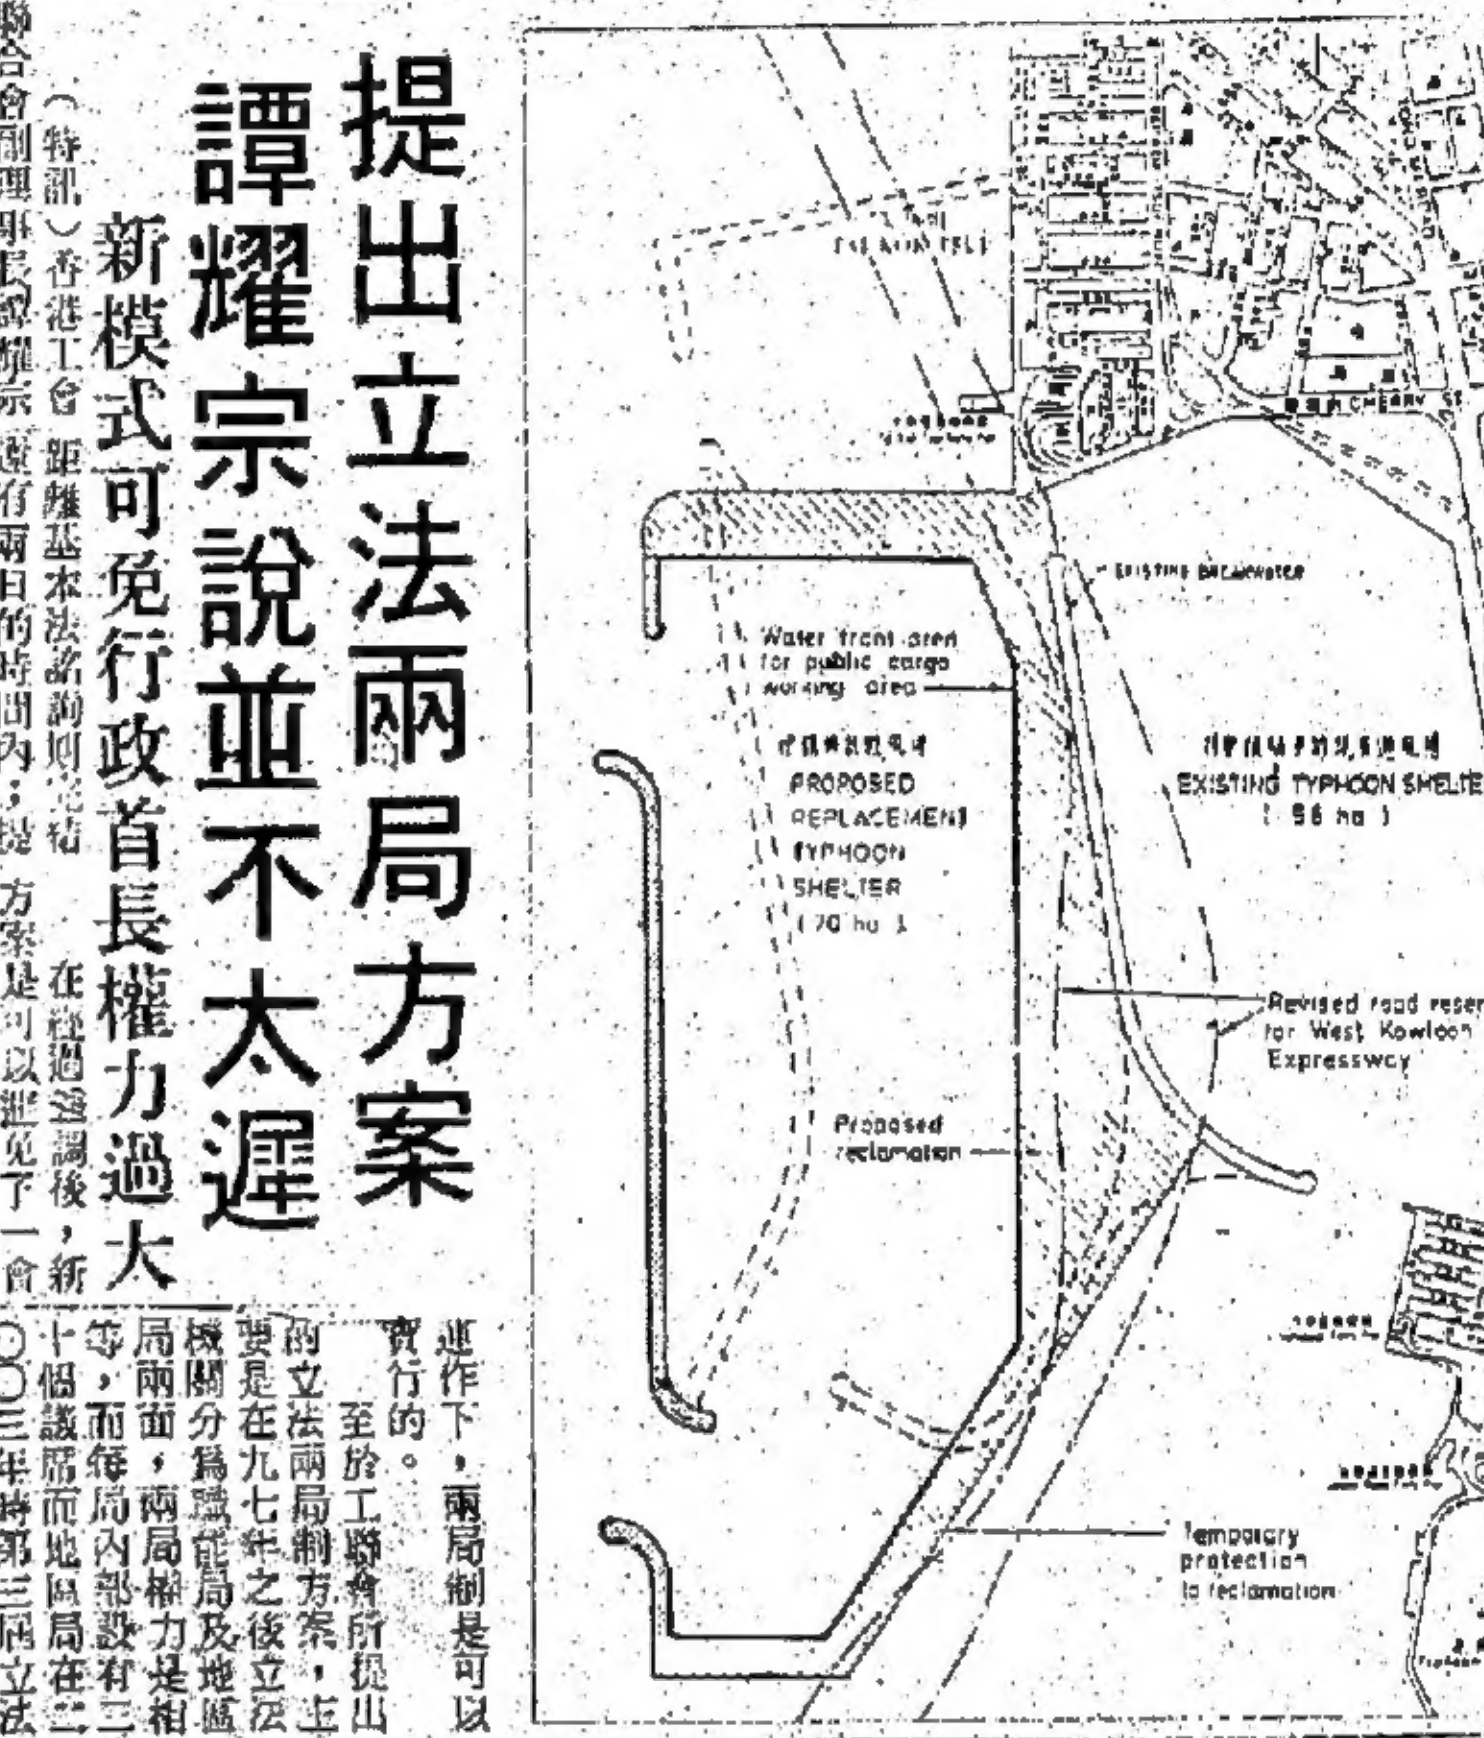 提出立法兩局方案
譚耀宗說並不太遲
新模式可免行政首長權力過大
（特訊）香港工會
距離基本法諮詢期完結
在經過協調後，新
聯合會副理事長譚耀宗
還有兩日的時間內，提
方案是可以避免了一會
運作下，兩局制是可以
實行的。
至於工聯會所提出
的立法兩局制方案，主
要是在九七年之後立法
機關分為職能局及地區
局兩面，兩局權力是相
等，而每局內部設有三
十個議席而地區局在二
〇〇三年時第三屆立法
CHERRY ST
EXISTING BREAKWATER
Water front area
for public cargo
working area
PROPOSED
REPLACEMENT
TYPHOON
SHELTER
(70 ha)
EXISTING TYPHOON SHELTE
( 56 ha )
Revised road reser
for West Kowloon
Expressway
Proposed
reclamation
Temporary
protection
to reclamation